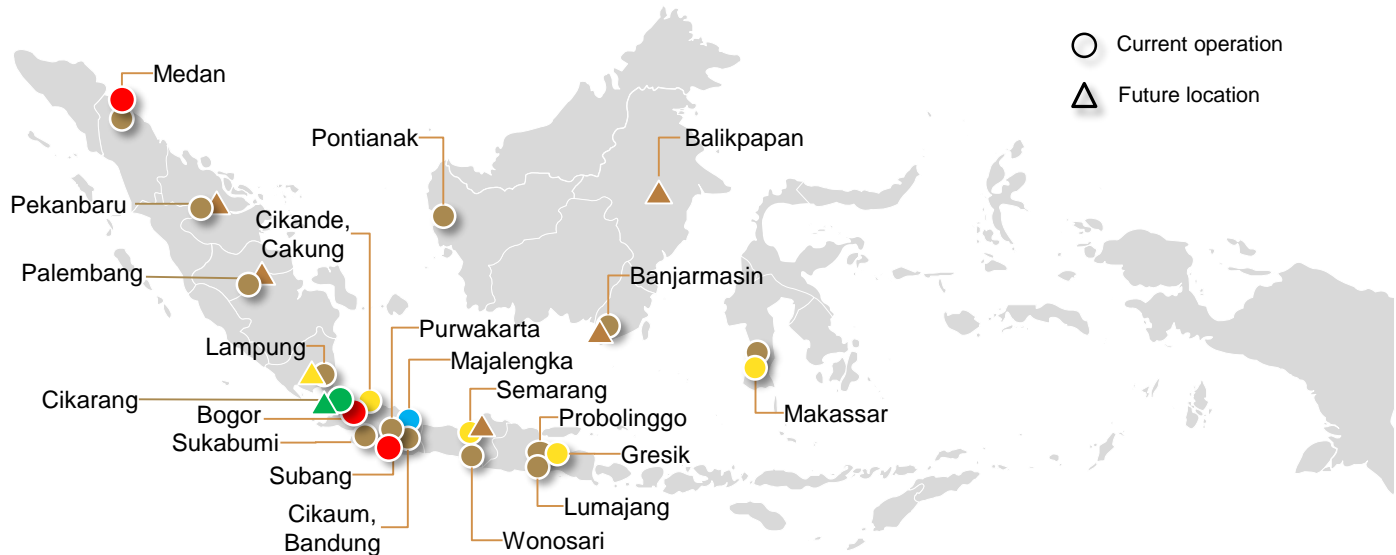 Current operation
Future location
Medan
Pontianak
Balikpapan
Pekanbaru
Cikande,
Cakung
Palembang
Banjarmasin
Purwakarta
Lampung
Majalengka
Semarang
Cikarang
Bogor
Probolinggo
Makassar
Sukabumi
Gresik
Subang
Lumajang
Cikaum,
Bandung
Wonosari